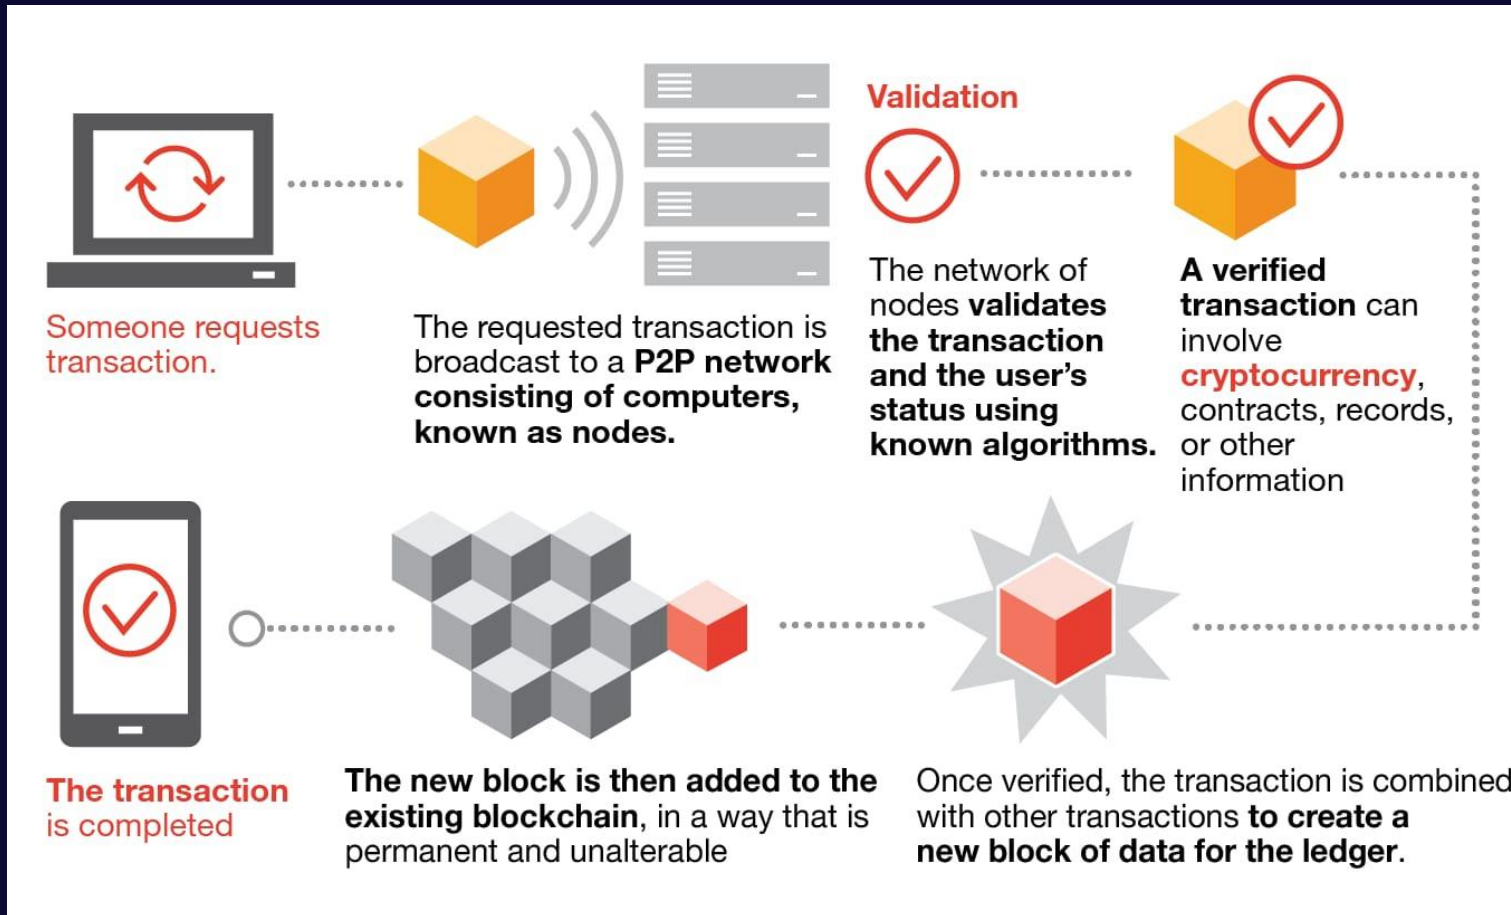 Someone requests
transaction.
The requested transaction is
broadcast to a P2P network
consisting of computers,
known as nodes.
Validation
The network of
nodes validates
the transaction
and the user's
status using
known algorithms.
A verified
transaction can
involve
cryptocurrency,
contracts, records,
or other
information
Once verified, the transaction is combined
with other transactions to create a
new block of data for the ledger.
The new block is then added to the
existing blockchain, in a way that is
permanent and unalterable
The transaction
is completed